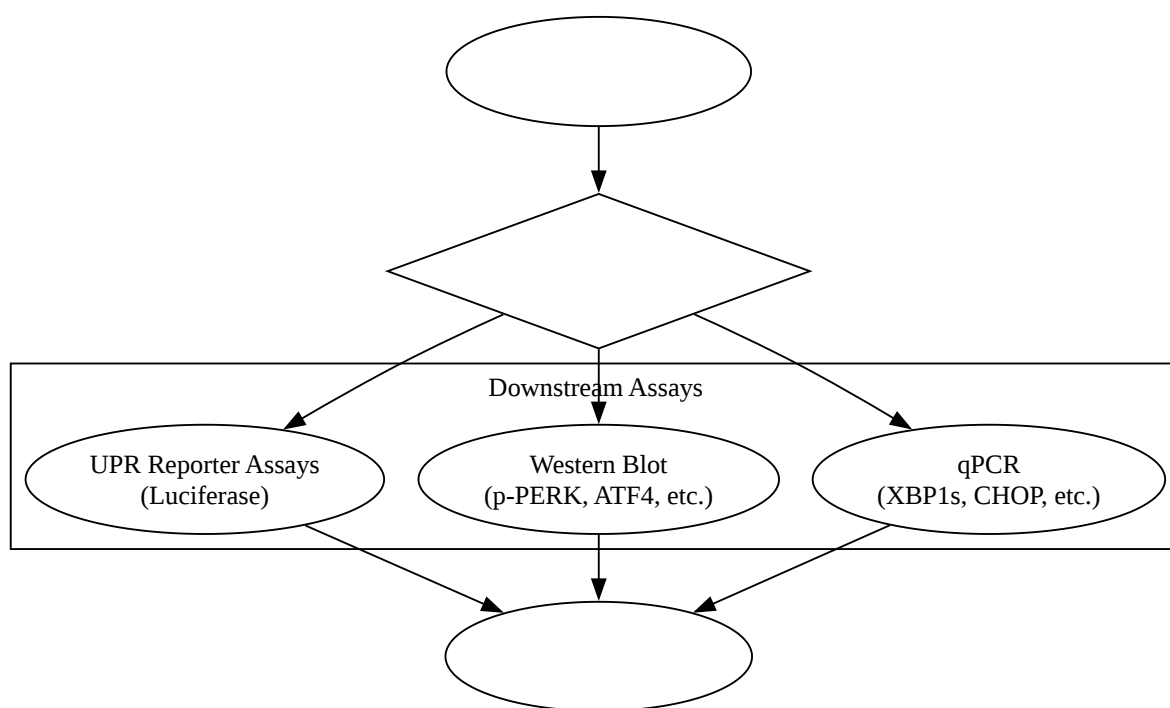 Downstream Assays
UPR Reporter Assays
(Luciferase)
Western Blot
(p-PERK, ATF4, etc.)
qPCR
(XBP1s, CHOP, etc.)